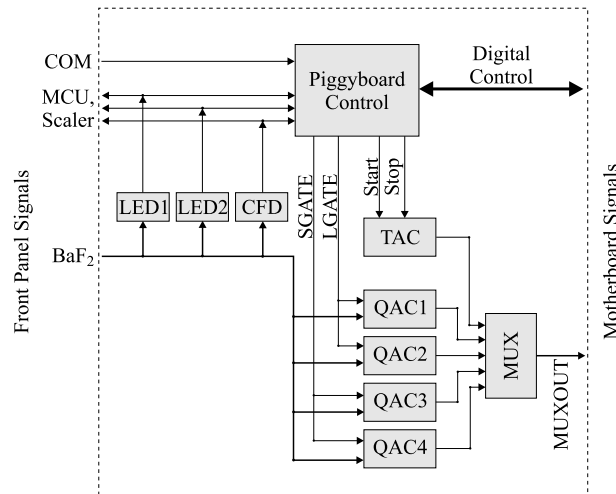 COM
MCU,
Scaler
Piggyboard
Control
Digital
Control
LED1
LED2
CFD
SGATE
LGATE
Start
Stop
TAC
BaF2
Front Panel Signals
Motherboard Signals
QAC1
QAC2
QAC3
QAC4
MUX
MUXOUT